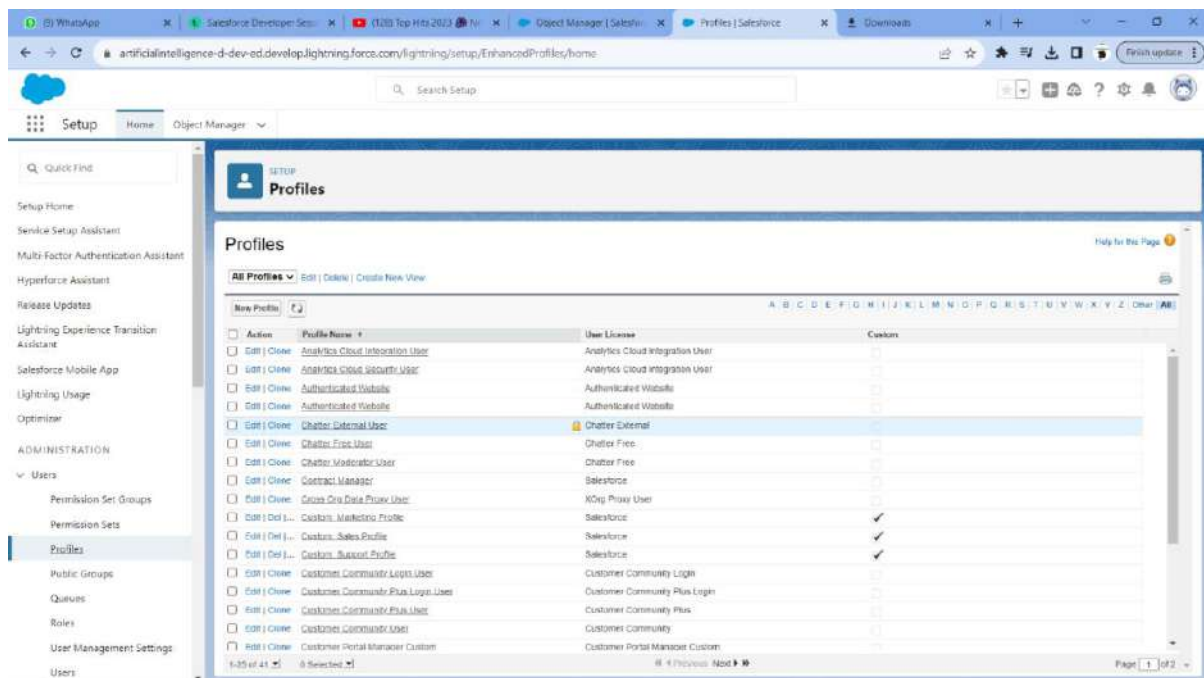 (9) WhatsApp
Salesforce Developer
(128) Top Hits 2023
Object Manager | Salesfor
Profiles | Salesforce
Downloads
artificialintelligence-d-dev-ed.develop.lightning.force.com/lightning/setup/EnhancedProfiles/home
Finish update
Search Setup
Setup
Home
Object Manager
Quick Find
Setup Home
Service Setup Assistant
Multi-Factor Authentication Assistant
Hyperforce Assistant
Release Updates
Lightning Experience Transition
Assistant
Salesforce Mobile App
Lightning Usage
Optimizer
ADMINISTRATION
Users
Permission Set Groups
Permission Sets
Profiles
Public Groups
Queues
Roles
User Management Settings
Users
SETUP
Profiles
Profiles
Help for this Page
All Profiles Edit | Delete | Create New View
New Profile
A B C D E F G H I J K L M N O P Q R S T U V W X Y Z Other All
Action Profile Name User License Custom
Edit | Clone Analytics Cloud Integration User Analytics Cloud Integration User
Edit | Clone Analytics Cloud Security User Analytics Cloud Integration User
Edit | Clone Authenticated Website Authenticated Website
Edit | Clone Authenticated Website Authenticated Website
Edit | Clone Chatter External User Chatter External
Edit | Clone Chatter Free User Chatter Free
Edit | Clone Chatter Moderator User Chatter Free
Edit | Clone Contract Manager Salesforce
Edit | Clone Cross Org Data Proxy User XOrg Proxy User
Edit | Del | ... Custom: Marketing Profile Salesforce ✓
Edit | Del | ... Custom: Sales Profile Salesforce ✓
Edit | Del | ... Custom: Support Profile Salesforce ✓
Edit | Clone Customer Community Login User Customer Community Login
Edit | Clone Customer Community Plus Login User Customer Community Plus Login
Edit | Clone Customer Community Plus User Customer Community Plus
Edit | Clone Customer Community User Customer Community
Edit | Clone Customer Portal Manager Custom Customer Portal Manager Custom
1-25 of 41 0 Selected Previous Next Page 1 of 2